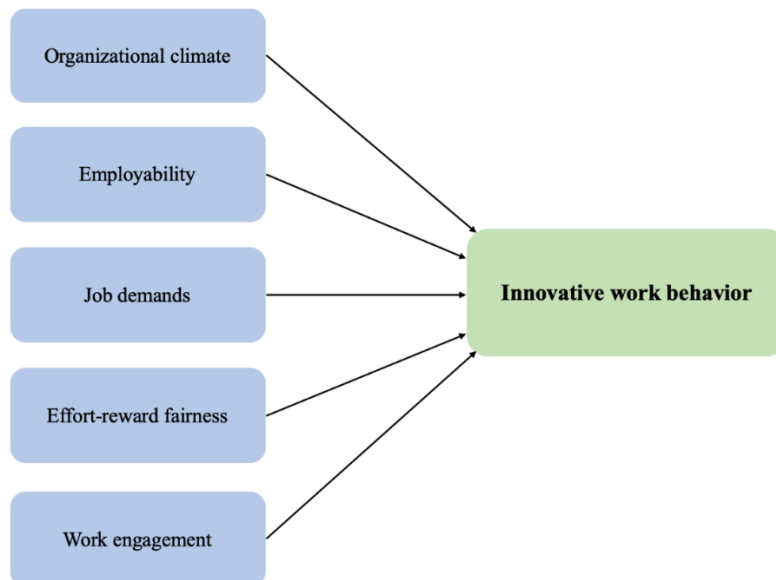 Organizational climate
Employability
Job demands
Innovative work behavior
Effort-reward fairness
Work engagement